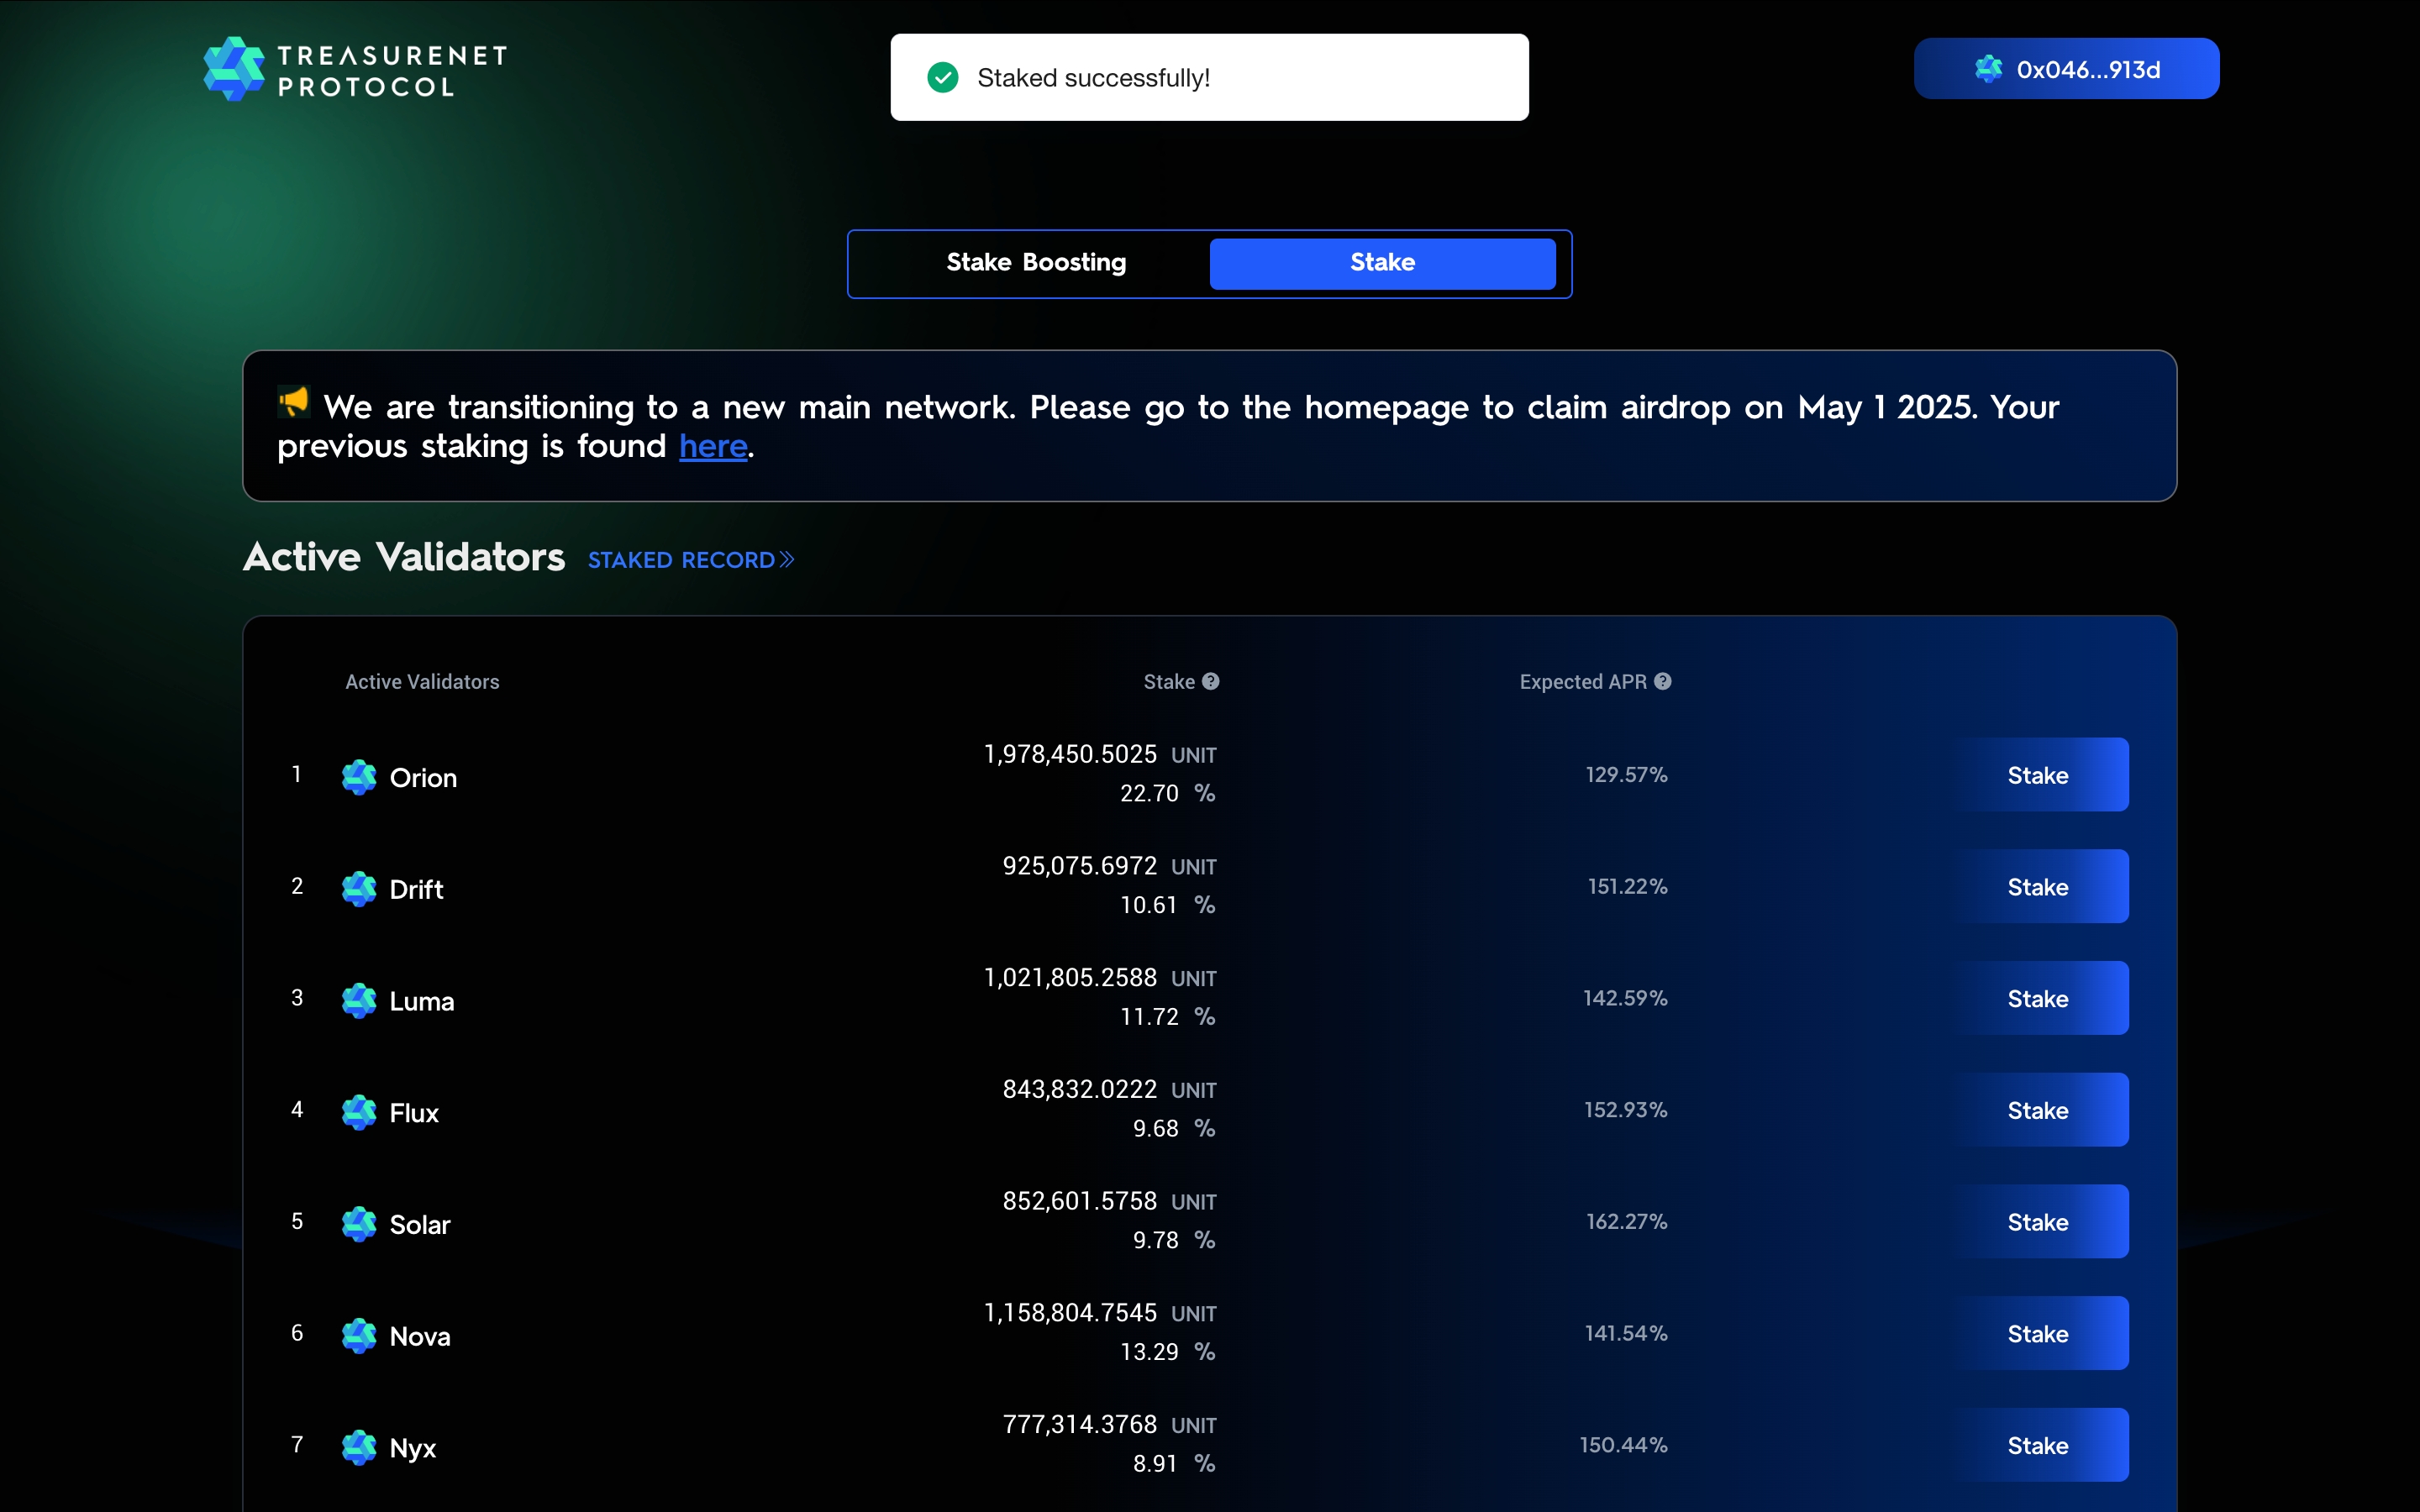 TREASURENET
PROTOCOL
Staked successfully!
0x046...913d
Stake Boosting
Stake
We are transitioning to a new main network. Please go to the homepage to claim airdrop on May 1 2025. Your
previous staking is found here.
Active Validators
STAKED RECORD
Active Validators
Stake ?
Expected APR ?
1
Orion
1,978,450.5025 UNIT
22.70 %
129.57%
Stake
2
Drift
925,075.6972 UNIT
10.61 %
151.22%
Stake
3
Luma
1,021,805.2588 UNIT
11.72 %
142.59%
Stake
4
Flux
843,832.0222 UNIT
9.68 %
152.93%
Stake
5
Solar
852,601.5758 UNIT
9.78 %
162.27%
Stake
6
Nova
1,158,804.7545 UNIT
13.29 %
141.54%
Stake
7
Nyx
777,314.3768 UNIT
8.91 %
150.44%
Stake